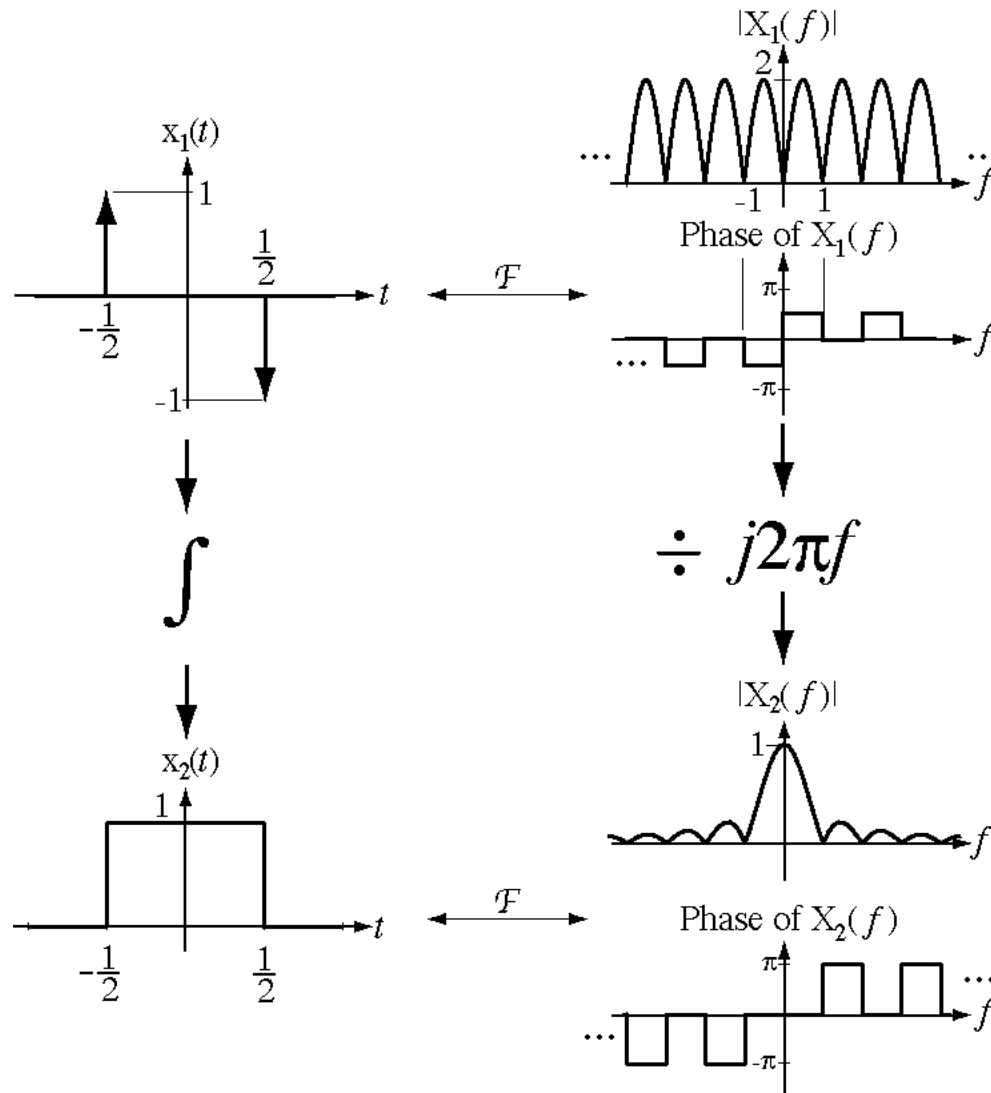 |X₁(f)|
2
x₁(t)
1
... ...
f
-1 1
Phase of X₁(f)
1/2
ℱ
π
t
f
-1/2
...
-π
-1
∫
÷ j2πf
|X₂(f)|
x₂(t)
1
1
f
ℱ
Phase of X₂(f)
t
π
-1/2 1/2
...
f
...
-π